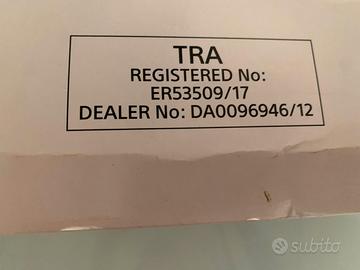 TRA
REGISTERED No:
ER53509/17
DEALER No: DA0096946/12
subito